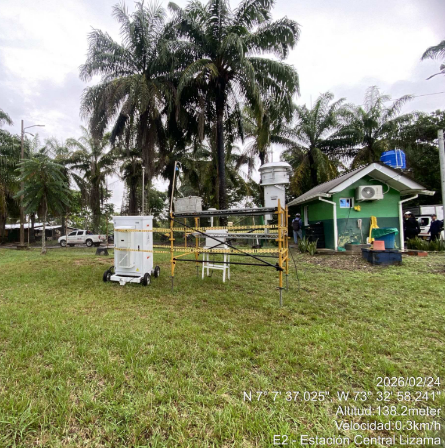 2026/02/24
N 7° 7' 37.025", W 73° 32' 58.241"
Altitud:138.2meter
Velocidad:0.3km/h
E2 - Estación Central Lizama